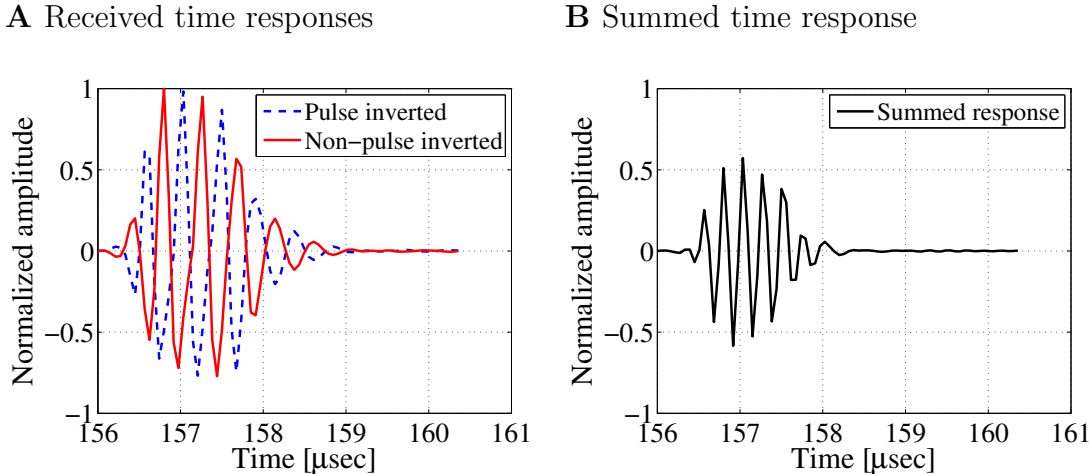 A Received time responses
1
0.5
0
-0.5
-1
Normalized amplitude
Pulse inverted
Non-pulse inverted
156 157 158 159 160 161
Time [μsec]
B Summed time response
1
0.5
0
-0.5
-1
Normalized amplitude
Summed response
156 157 158 159 160 161
Time [μsec]